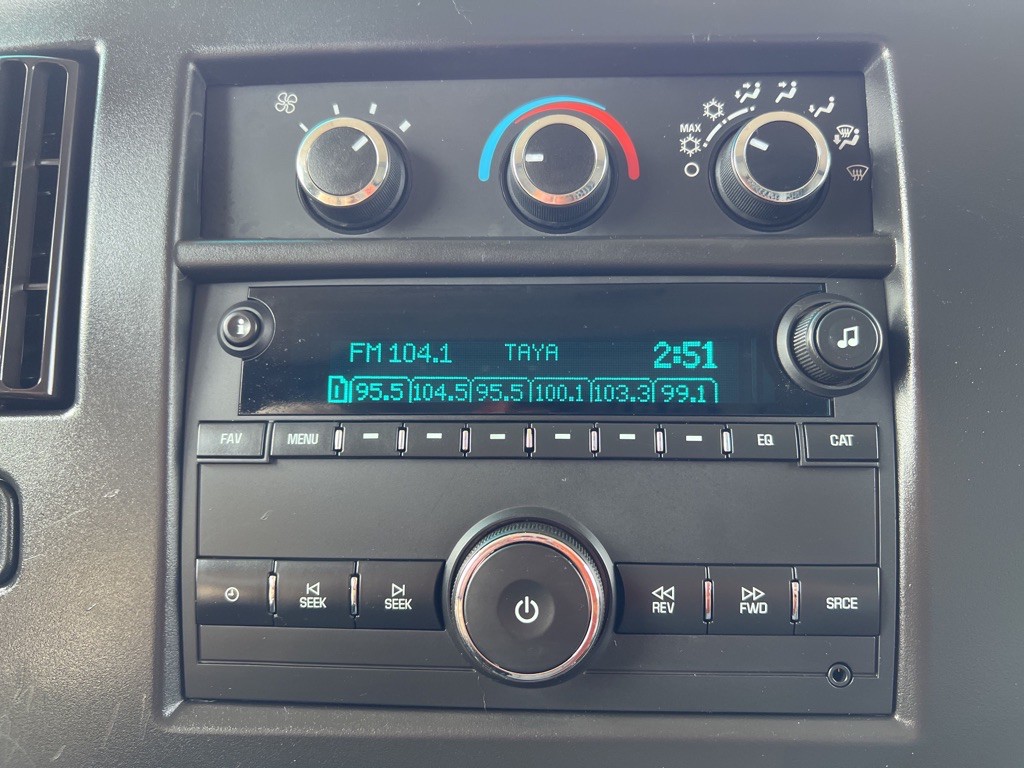 MAX
FM 104.1 TAYA 2:51
1 95.5 104.5 95.5 100.1 103.3 99.1
FAV MENU EQ CAT
SEEK SEEK REV FWD SRCE